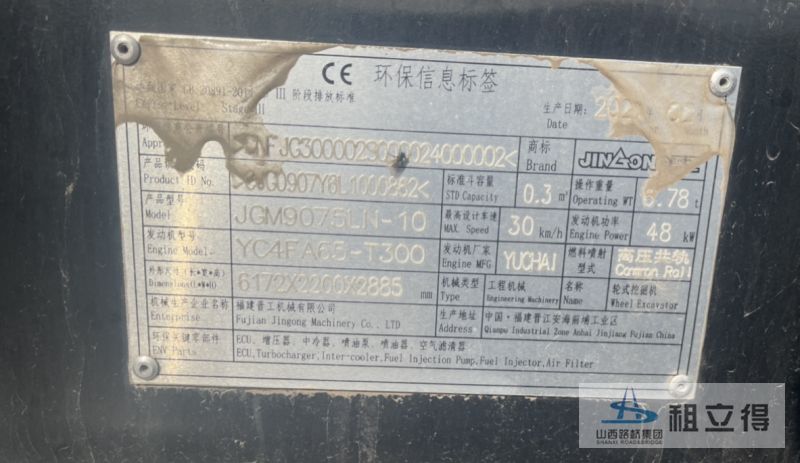 CE 环保信息标签
GB 20891-2014 III 阶段排放标准
Stage III
生产日期:
Date
商标
Brand
JINGONG
产品型号
Model
JGM9075LN-10
Product ID No.
标准斗容量
STD Capacity
0.3 m³
操作重量
Operating WT
6.78 t
最高设计车速
MAX. Speed
30 km/h
发动机功率
Engine Power
48 kW
发动机型号
Engine Model
YC4FA65-T300
发动机厂家
Engine MFG
YUCHAI
燃料喷射型式
高压共轨
Common Rail
外形尺寸(长*宽*高)
Dimensions(L*W*H)
6172X2200X2885 mm
机械类型
Type
工程机械
Engineering Machinery
名称
Name
轮式挖掘机
Wheel Excavator
机械生产企业名称
Enterprise
福建晋工机械有限公司
Fujian Jingong Machinery Co., LTD
生产地址
Address
中国·福建晋江安海前埔工业区
Qianpu Industrial Zone Anhai Jinjiang Fujian China
环保关键零部件
ENV Parts
ECU、增压器、中冷器、喷油泵、喷油器、空气滤清器
ECU,Turbocharger,Inter-cooler,Fuel Injection Pump,Fuel Injector,Air Filter
山西路桥集团
SHANXI ROAD&BRIDGE
租立得